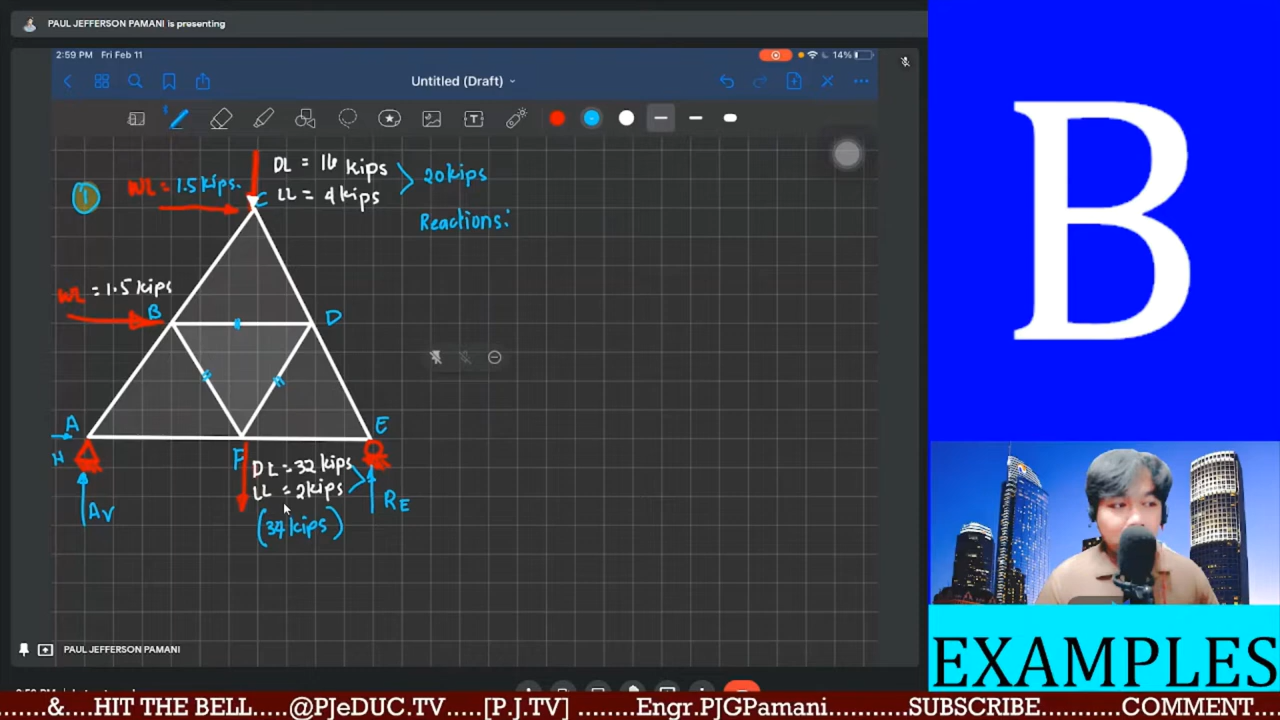 PAUL JEFFERSON PAMANI is presenting
2:59 PM Fri Feb 11
14%
Untitled (Draft)
T
1
WL = 1.5 kips.
DL = 16 kips
LL = 4 kips
20 kips
C
Reactions:
WL = 1.5 kips
B
D
A
E
H
F
DL = 32 kips
LL = 2 kips
(34 kips)
AV
RE
PAUL JEFFERSON PAMANI
B
EXAMPLES
.......&....HIT THE BELL.....@PJeDUC.TV.....[P.J.TV].......Engr.PJGPamani..........SUBSCRIBE..........COMMENT....